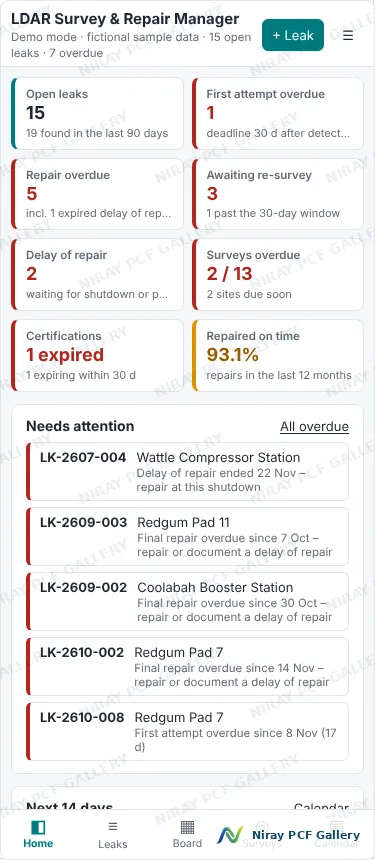 LDAR Survey & Repair Manager
Demo mode · fictional sample data · 15 open
leaks · 7 overdue
+ Leak
☰
Open leaks
15
19 found in the last 90 days
First attempt overdue
1
deadline 30 d after detect...
Repair overdue
5
incl. 1 expired delay of rep...
Awaiting re-survey
3
1 past the 30-day window
Delay of repair
2
waiting for shutdown or p...
Surveys overdue
2 / 13
2 sites due soon
Certifications
1 expired
1 expiring within 30 d
Repaired on time
93.1%
repairs in the last 12 months
Needs attention
All overdue
LK-2607-004 Wattle Compressor Station
Delay of repair ended 22 Nov –
repair at this shutdown
LK-2609-003 Redgum Pad 11
Final repair overdue since 7 Oct –
repair or document a delay of repair
LK-2609-002 Coolabah Booster Station
Final repair overdue since 30 Oct –
repair or document a delay of repair
LK-2610-002 Redgum Pad 7
Final repair overdue since 14 Nov –
repair or document a delay of repair
LK-2610-008 Redgum Pad 7
First attempt overdue since 8 Nov (17
d)
Next 14 days
Calendar
Home
Leaks
Board
Surveys
Calendar
Niray PCF Gallery
NIRAY PCF GALLERY